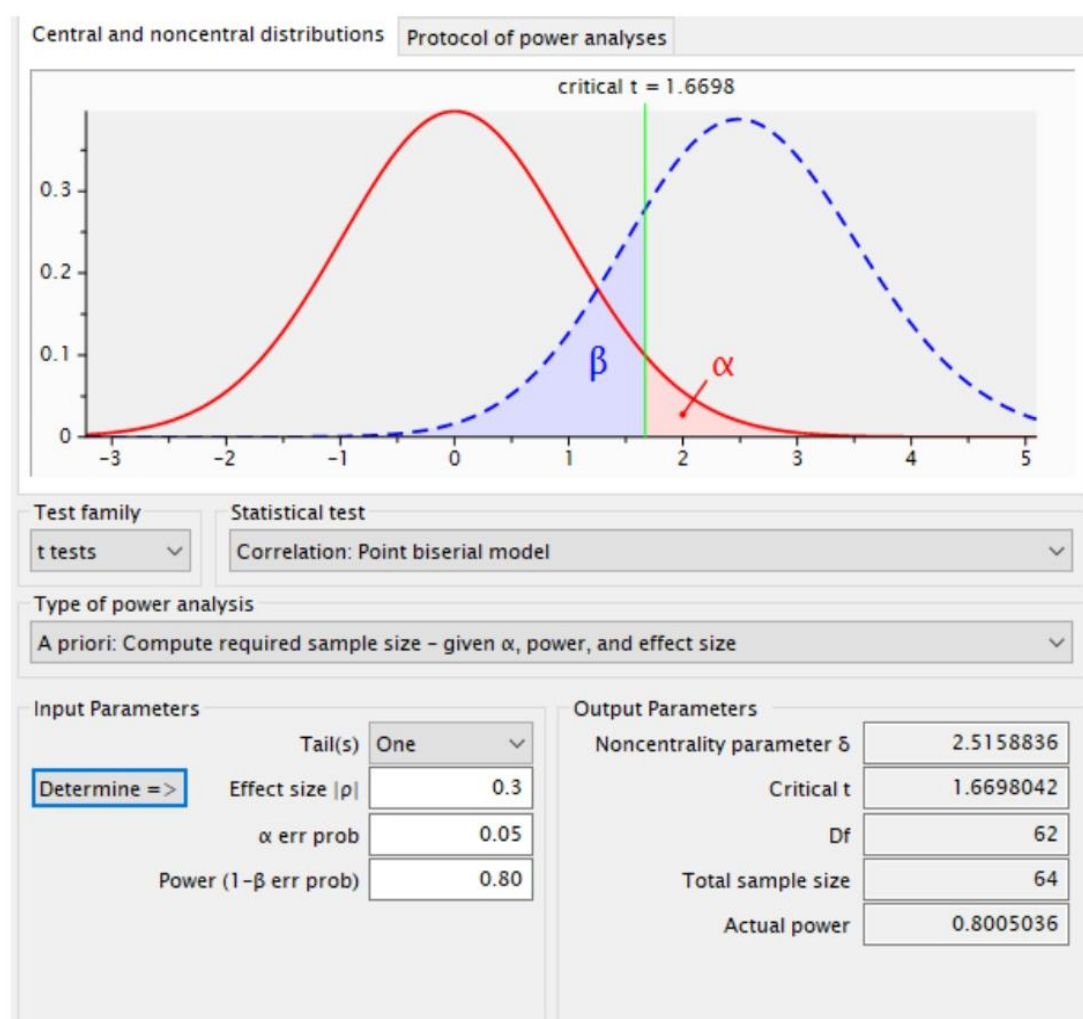 Central and noncentral distributions Protocol of power analyses
critical t = 1.6698
0.3
0.2
0.1
0
β
α
-3 -2 -1 0 1 2 3 4 5
Test family Statistical test
t tests Correlation: Point biserial model
Type of power analysis
A priori: Compute required sample size – given α, power, and effect size
Input Parameters Output Parameters
Tail(s) One Noncentrality parameter δ 2.5158836
Determine => Effect size |ρ| 0.3 Critical t 1.6698042
α err prob 0.05 Df 62
Power (1-β err prob) 0.80 Total sample size 64
Actual power 0.8005036